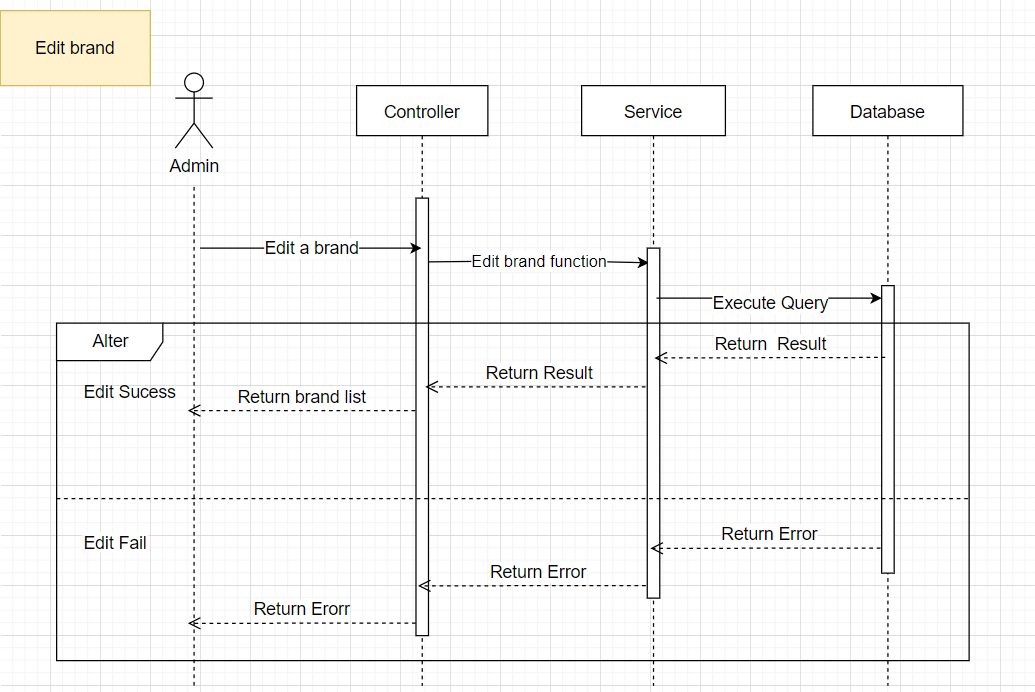 Edit brand
Admin
Controller
Service
Database
Edit a brand
Edit brand function
Execute Query
Alter
Return  Result
Return Result
Edit Sucess
Return brand list
Return Error
Edit Fail
Return Error
Return Erorr